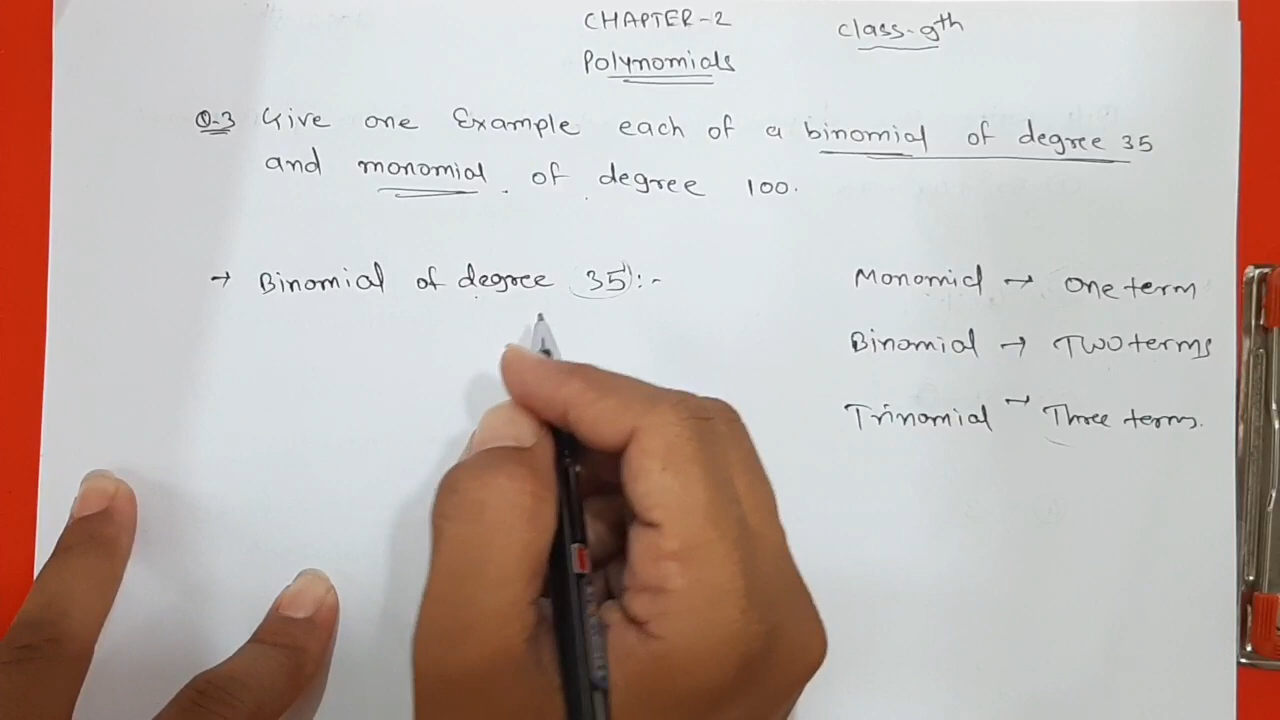 CHAPTER-2
Class-9th
Polynomials
Q-3 Give one Example each of a binomial of degree 35
and monomial of degree 100.
→ Binomial of degree 35:-
Monomial → One term
Binomial → Two terms
Trinomial → Three terms.